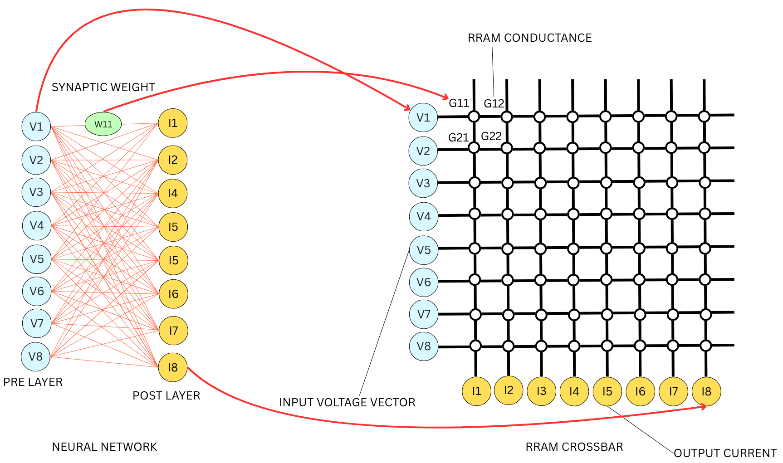 RRAM CONDUCTANCE
SYNAPTIC WEIGHT
G11 G12
V1 W11 I1 V1
G21 G22
V2 I2 V2
V3 I4 V3
V4 I5 V4
V5 I5 V5
V6 I6 V6
V7 I7 V7
V8 I8 V8
PRE LAYER
POST LAYER
I1 I2 I3 I4 I5 I6 I7 I8
INPUT VOLTAGE VECTOR
NEURAL NETWORK
RRAM CROSSBAR
OUTPUT CURRENT